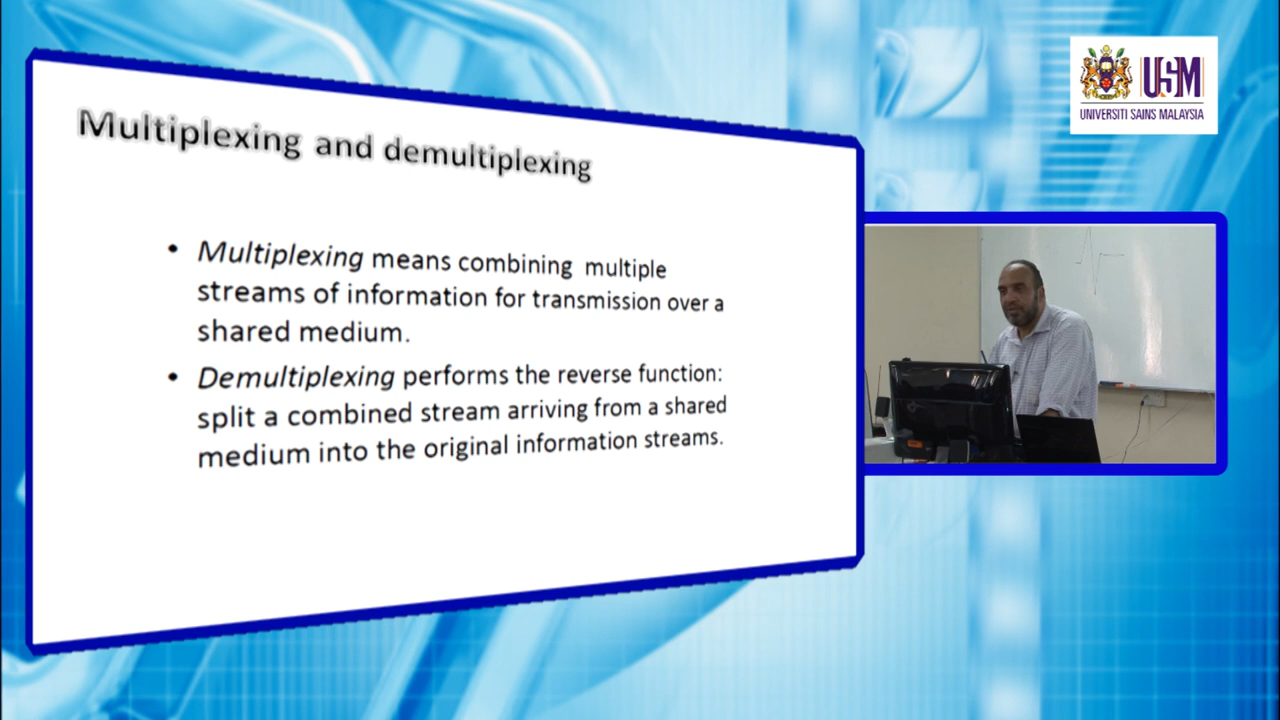 Multiplexing and demultiplexing
• Multiplexing means combining multiple
streams of information for transmission over a
shared medium.
• Demultiplexing performs the reverse function:
split a combined stream arriving from a shared
medium into the original information streams.
USM
UNIVERSITI SAINS MALAYSIA